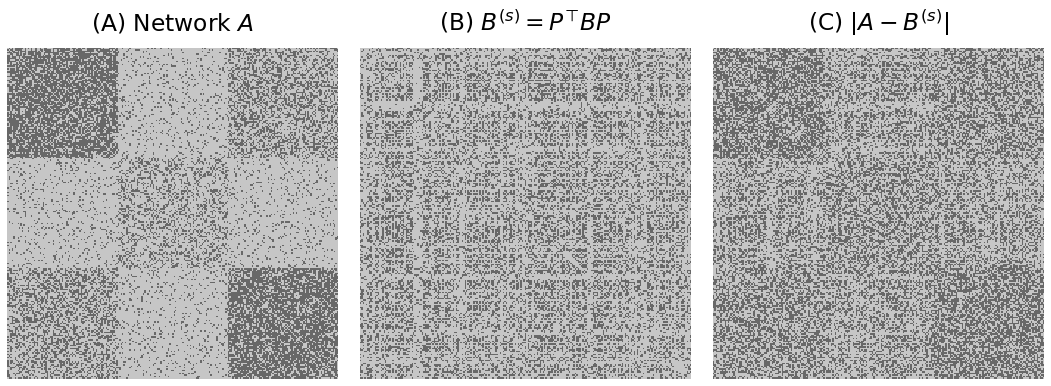 (A) Network A
(B) B⁽ˢ⁾ = P^⊤BP
(C) |A − B⁽ˢ⁾|